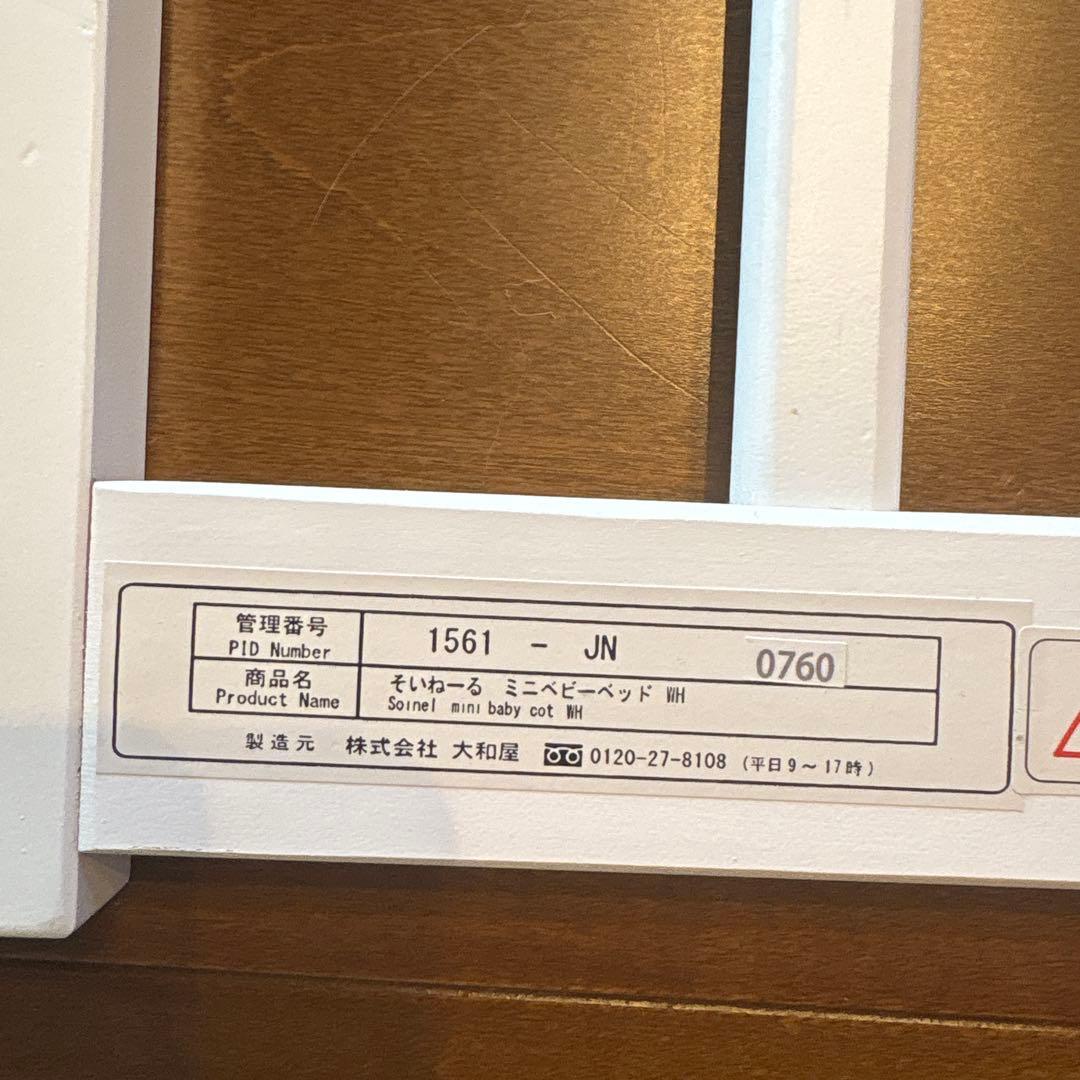 管理番号 1561 - JN 0760
PID Number
商品名 そいねーる ミニベビーベッド WH
Product Name Soinel mini baby cot WH
製造元 株式会社 大和屋 0120-27-8108 (平日9～17時)